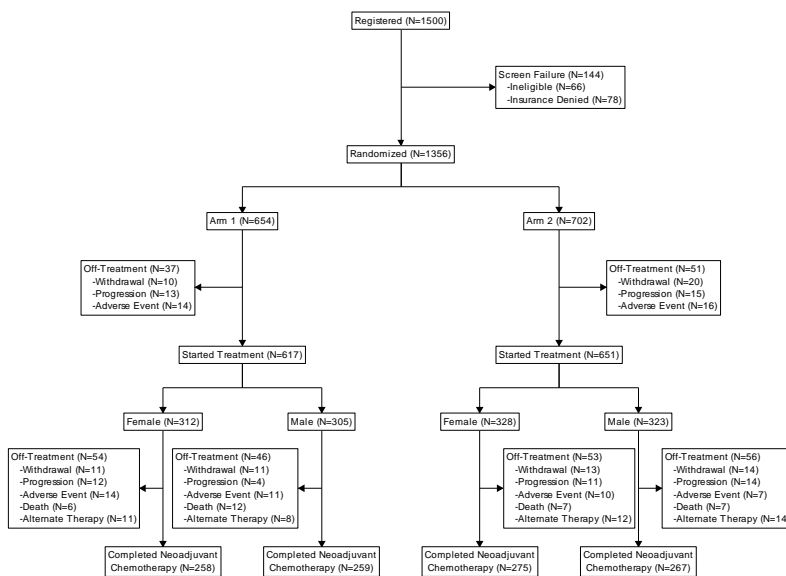 Registered (N=1500)
Screen Failure (N=144)
-Ineligible (N=66)
-Insurance Denied (N=78)
Randomized (N=1356)
Arm 1 (N=654)
Arm 2 (N=702)
Off-Treatment (N=37)
-Withdrawal (N=10)
-Progression (N=13)
-Adverse Event (N=14)
Off-Treatment (N=51)
-Withdrawal (N=20)
-Progression (N=15)
-Adverse Event (N=16)
Started Treatment (N=617)
Started Treatment (N=651)
Female (N=312)
Male (N=305)
Female (N=328)
Male (N=323)
Off-Treatment (N=54)
-Withdrawal (N=11)
-Progression (N=12)
-Adverse Event (N=14)
-Death (N=6)
-Alternate Therapy (N=11)
Off-Treatment (N=46)
-Withdrawal (N=11)
-Progression (N=4)
-Adverse Event (N=11)
-Death (N=12)
-Alternate Therapy (N=8)
Off-Treatment (N=53)
-Withdrawal (N=13)
-Progression (N=11)
-Adverse Event (N=10)
-Death (N=7)
-Alternate Therapy (N=12)
Off-Treatment (N=56)
-Withdrawal (N=14)
-Progression (N=14)
-Adverse Event (N=7)
-Death (N=7)
-Alternate Therapy (N=14)
Completed Neoadjuvant
Chemotherapy (N=258)
Completed Neoadjuvant
Chemotherapy (N=259)
Completed Neoadjuvant
Chemotherapy (N=275)
Completed Neoadjuvant
Chemotherapy (N=267)